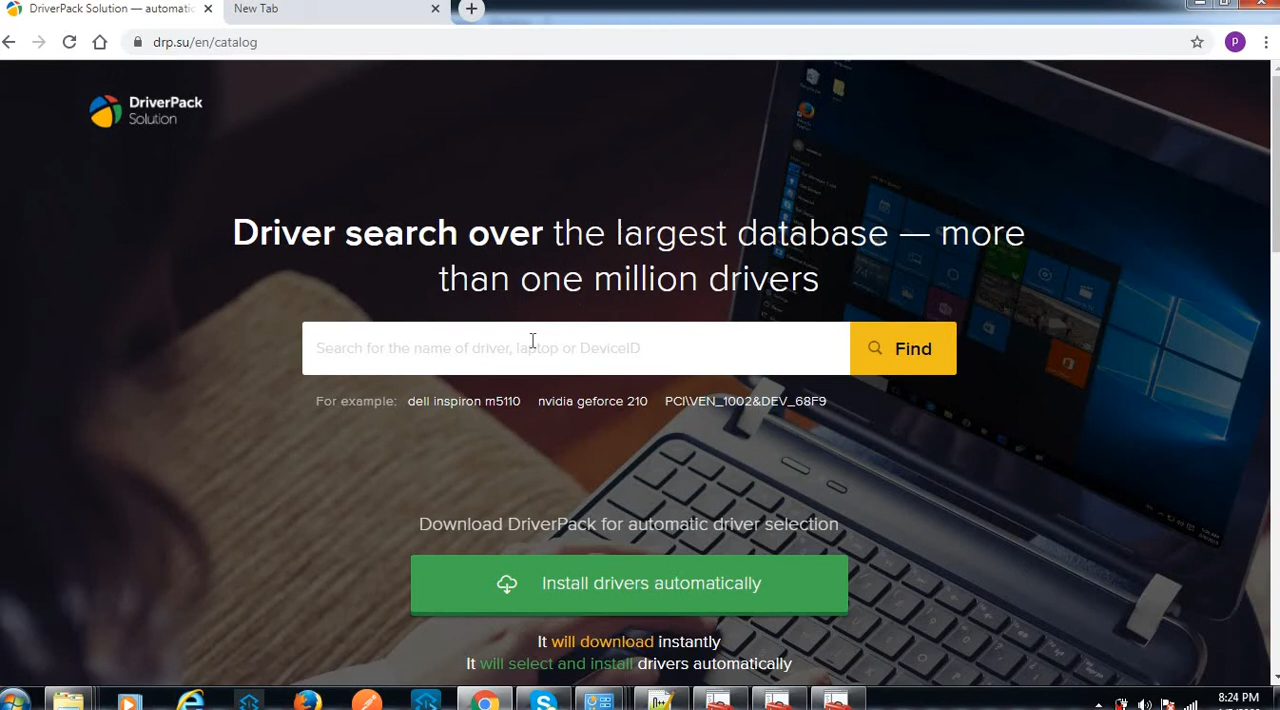 DriverPack Solution — automatic
New Tab
drp.su/en/catalog
P
DriverPack
Solution
Driver search over the largest database — more
than one million drivers
Search for the name of driver, laptop or DeviceID
Find
For example: dell inspiron m5110 nvidia geforce 210 PCI\VEN_1002&DEV_68F9
Download DriverPack for automatic driver selection
Install drivers automatically
It will download instantly
It will select and install drivers automatically
8:24 PM